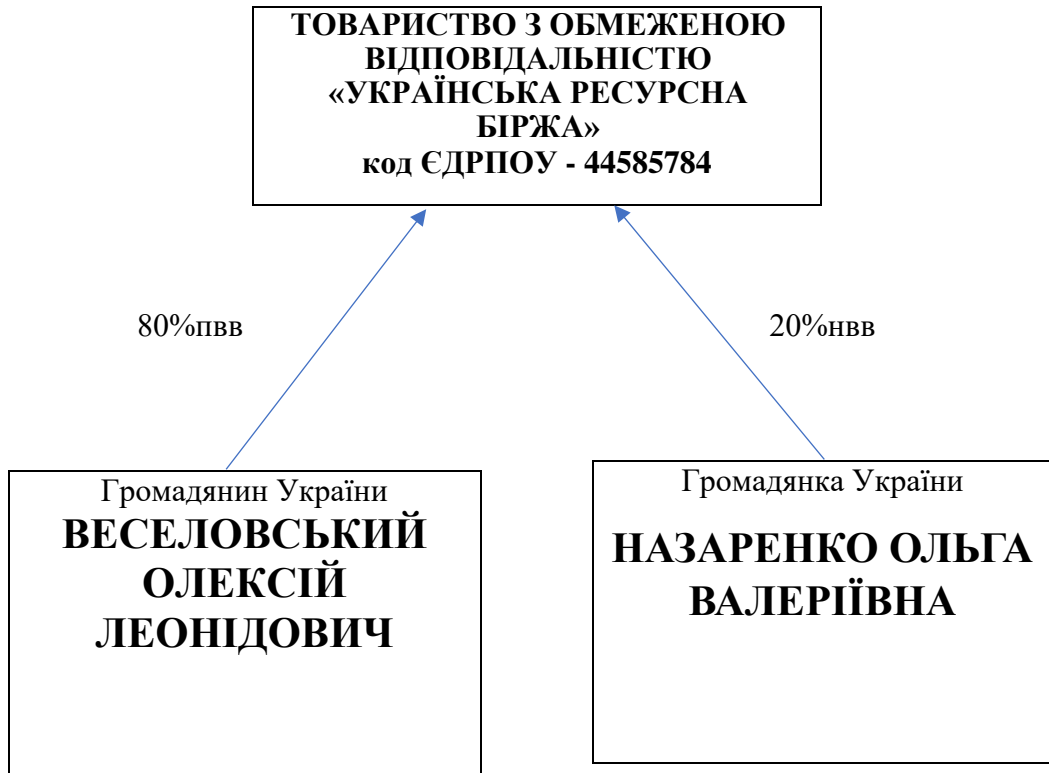 ТОВАРИСТВО З ОБМЕЖЕНОЮ
ВІДПОВІДАЛЬНІСТЮ
«УКРАЇНСЬКА РЕСУРСНА
БІРЖА»
код ЄДРПОУ - 44585784
80%пвв
20%нвв
Громадянин України
ВЕСЕЛОВСЬКИЙ
ОЛЕКСІЙ
ЛЕОНІДОВИЧ
Громадянка України
НАЗАРЕНКО ОЛЬГА
ВАЛЕРІЇВНА